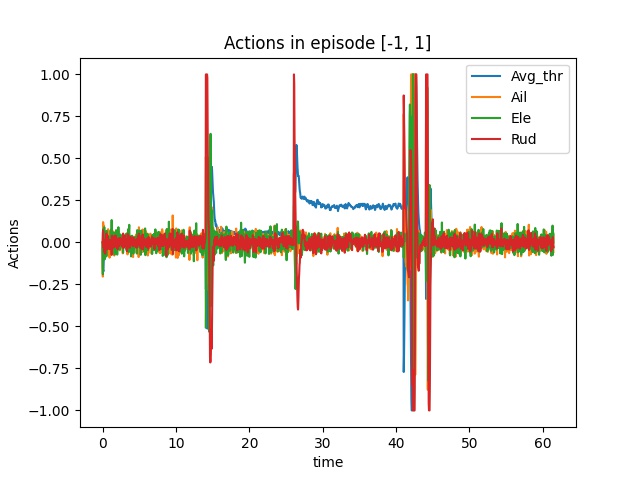 Actions in episode [-1, 1]
Avg_thr
Ail
Ele
Rud
1.00
0.75
0.50
0.25
0.00
−0.25
−0.50
−0.75
−1.00
Actions
0 10 20 30 40 50 60
time